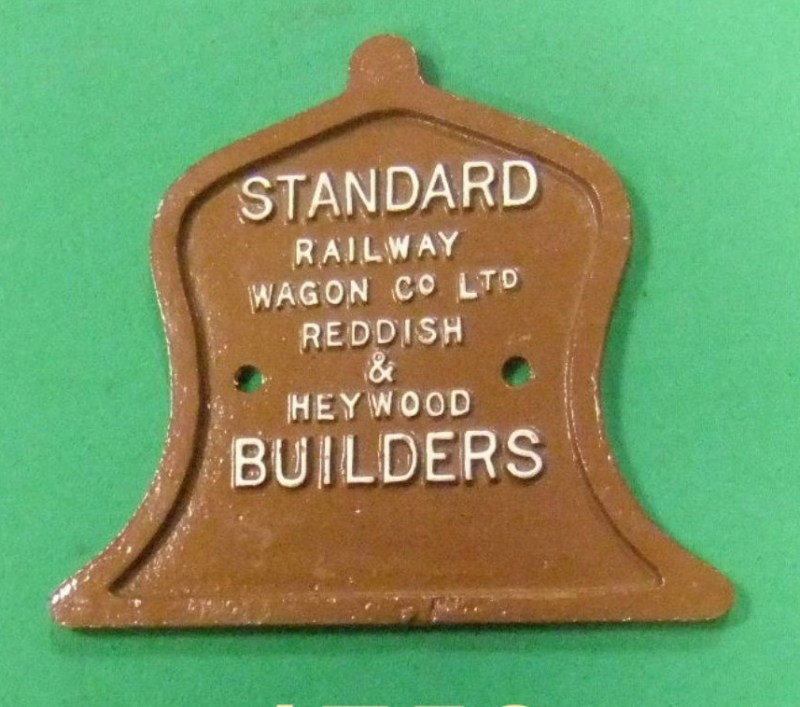 STANDARD
RAILWAY
WAGON Co LTD
REDDISH
&
HEYWOOD
BUILDERS